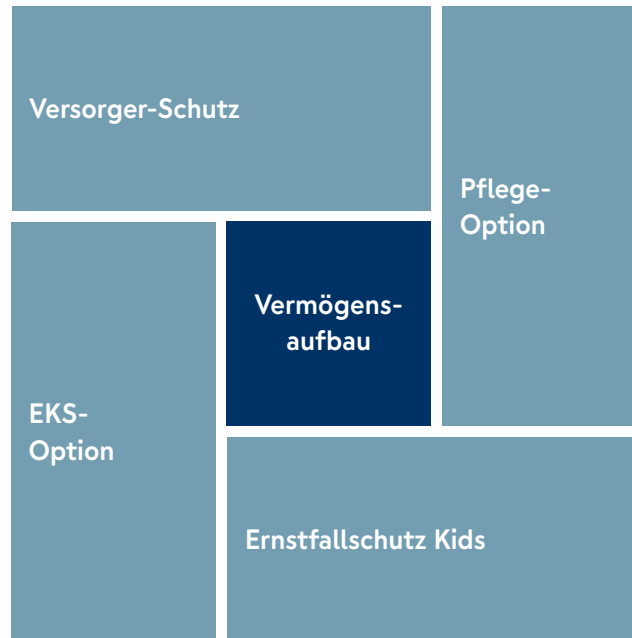 Versorger-Schutz
Pflege-
Option
Vermögens-
aufbau
EKS-
Option
Ernstfallschutz Kids